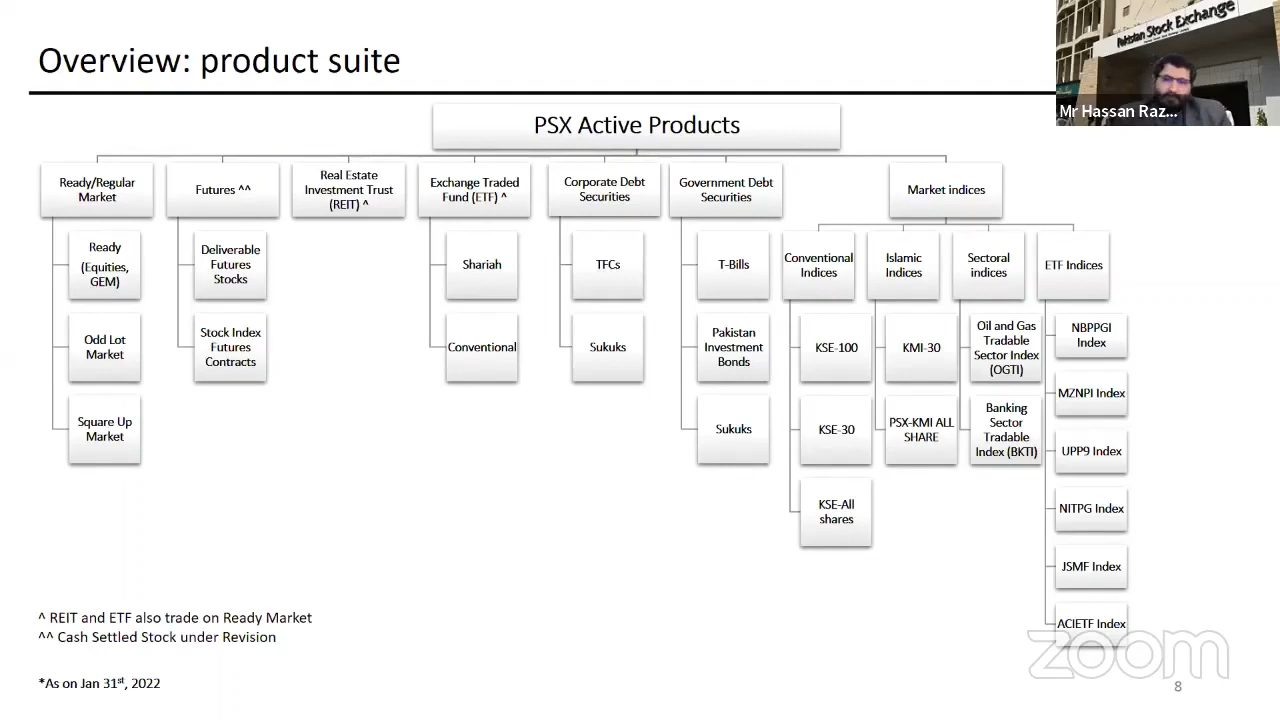 Overview: product suite
Pakistan Stock Exchange
Mr Hassan Raz...
PSX Active Products
Ready/Regular
Market
Futures ^^
Real Estate
Investment Trust
(REIT) ^
Exchange Traded
Fund (ETF) ^
Corporate Debt
Securities
Government Debt
Securities
Market indices
Ready
(Equities,
GEM)
Odd Lot
Market
Square Up
Market
Deliverable
Futures
Stocks
Stock Index
Futures
Contracts
Shariah
Conventional
TFCs
Sukuks
T-Bills
Pakistan
Investment
Bonds
Sukuks
Conventional
Indices
KSE-100
KSE-30
KSE-All
shares
Islamic
Indices
KMI-30
PSX-KMI ALL
SHARE
Sectoral
indices
Oil and Gas
Tradable
Sector Index
(OGTI)
Banking
Sector
Tradable
Index (BKTI)
ETF Indices
NBPPGI
Index
MZNPI Index
UPP9 Index
NITPG Index
JSMF Index
ACIETF Index
^ REIT and ETF also trade on Ready Market
^^ Cash Settled Stock under Revision
*As on Jan 31st, 2022
zoom
8